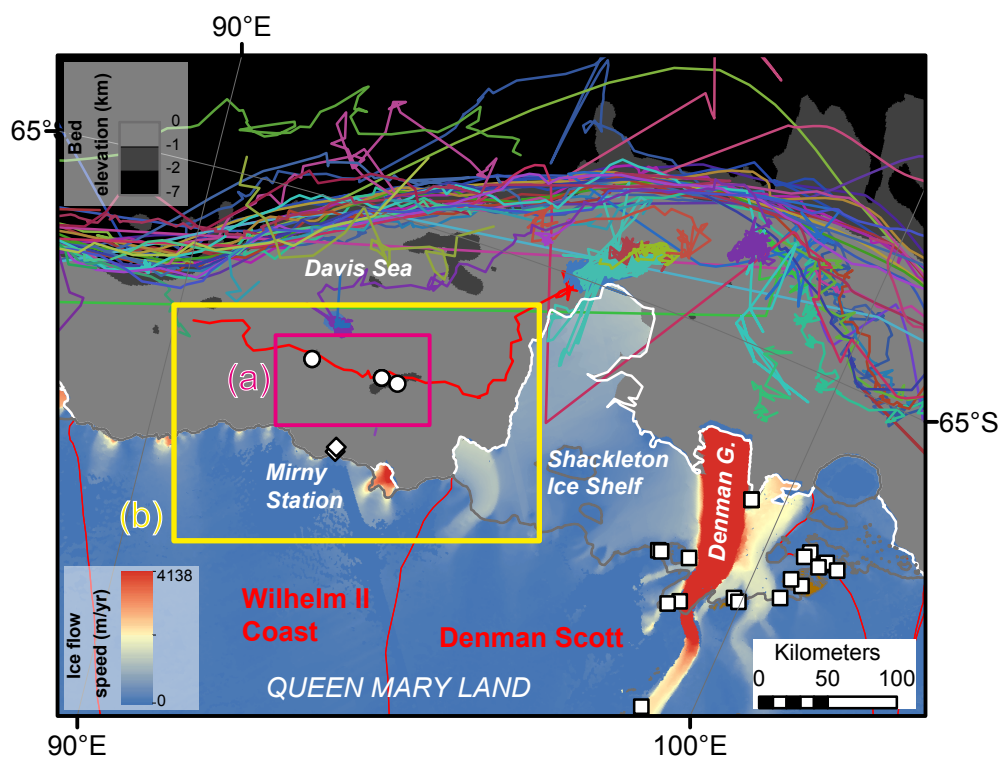 90°E
Bed
elevation (km)
0
-1
-2
-7
65°
Davis Sea
(a)
65°S
Mirny
Station
Shackleton
Ice Shelf
Denman G.
(b)
Ice flow
speed (m/yr)
4138
0
Wilhelm II
Coast
Denman Scott
QUEEN MARY LAND
Kilometers
0 50 100
90°E
100°E